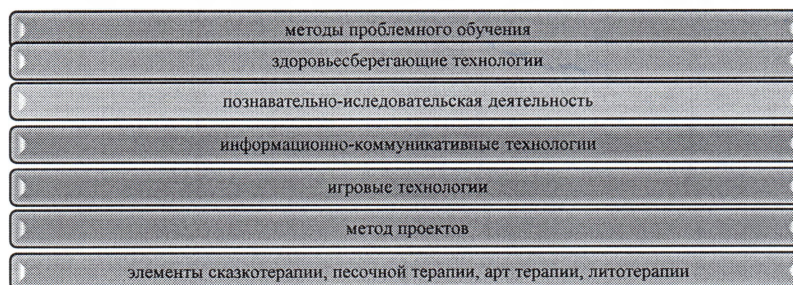 методы проблемного обучения
здоровьесберегающие технологии
познавательно-иследовательская деятельность
информационно-коммуникативные технологии
игровые технологии
метод проектов
элементы сказкотерапии, песочной терапии, арт терапии, литотерапии